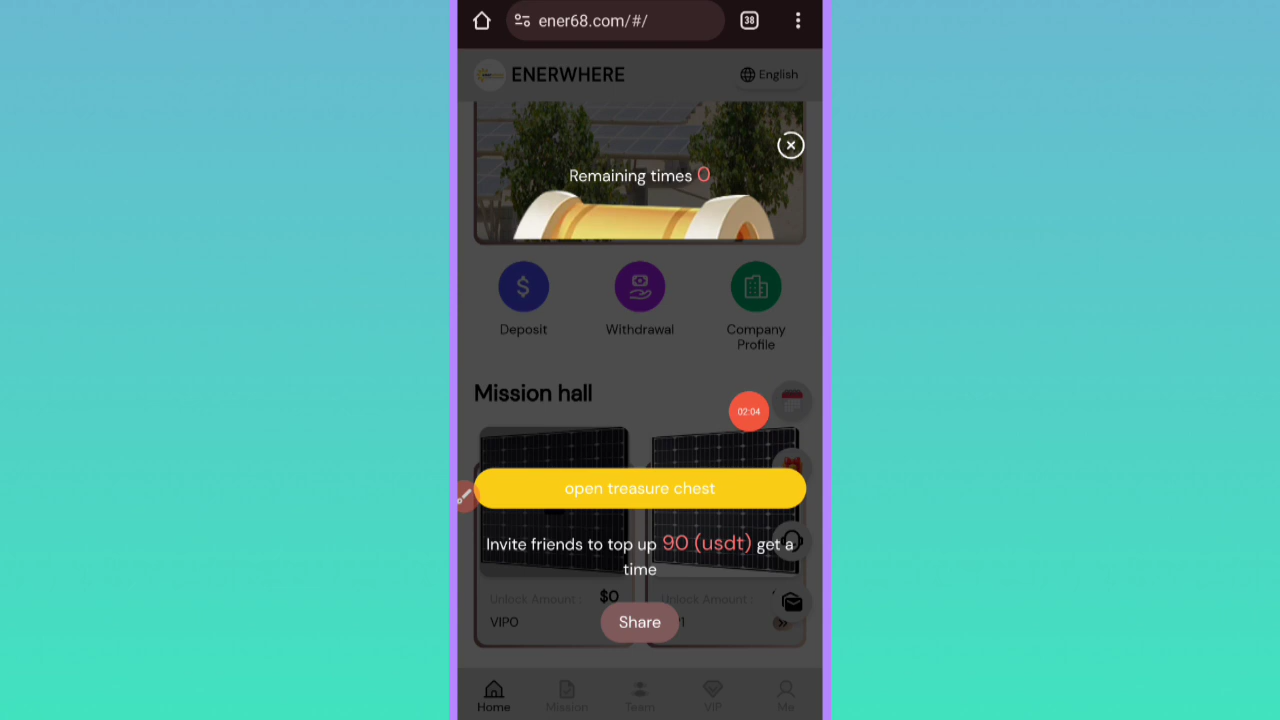 ener68.com/#/
38
ENERWHERE
English
Remaining times 0
Deposit
Withdrawal
Company
Profile
Mission hall
02:04
open treasure chest
Invite friends to top up 90 (usdt) get a
time
Unlock Amount : $0
Unlock Amount :
VIP0
Share
Home
Mission
Team
VIP
Me